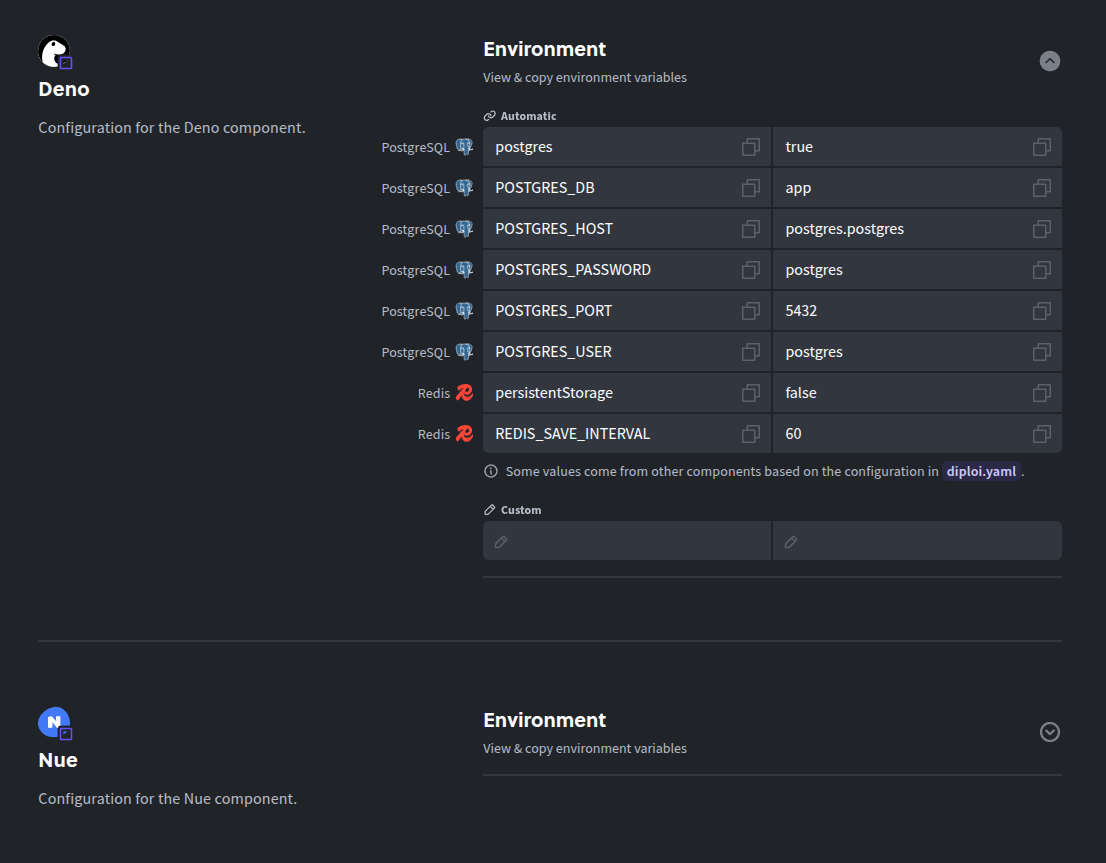 Deno
Configuration for the Deno component.
Environment
View & copy environment variables
Automatic
PostgreSQL postgres true
PostgreSQL POSTGRES_DB app
PostgreSQL POSTGRES_HOST postgres.postgres
PostgreSQL POSTGRES_PASSWORD postgres
PostgreSQL POSTGRES_PORT 5432
PostgreSQL POSTGRES_USER postgres
Redis persistentStorage false
Redis REDIS_SAVE_INTERVAL 60
Some values come from other components based on the configuration in diploi.yaml .
Custom
N
Nue
Configuration for the Nue component.
Environment
View & copy environment variables